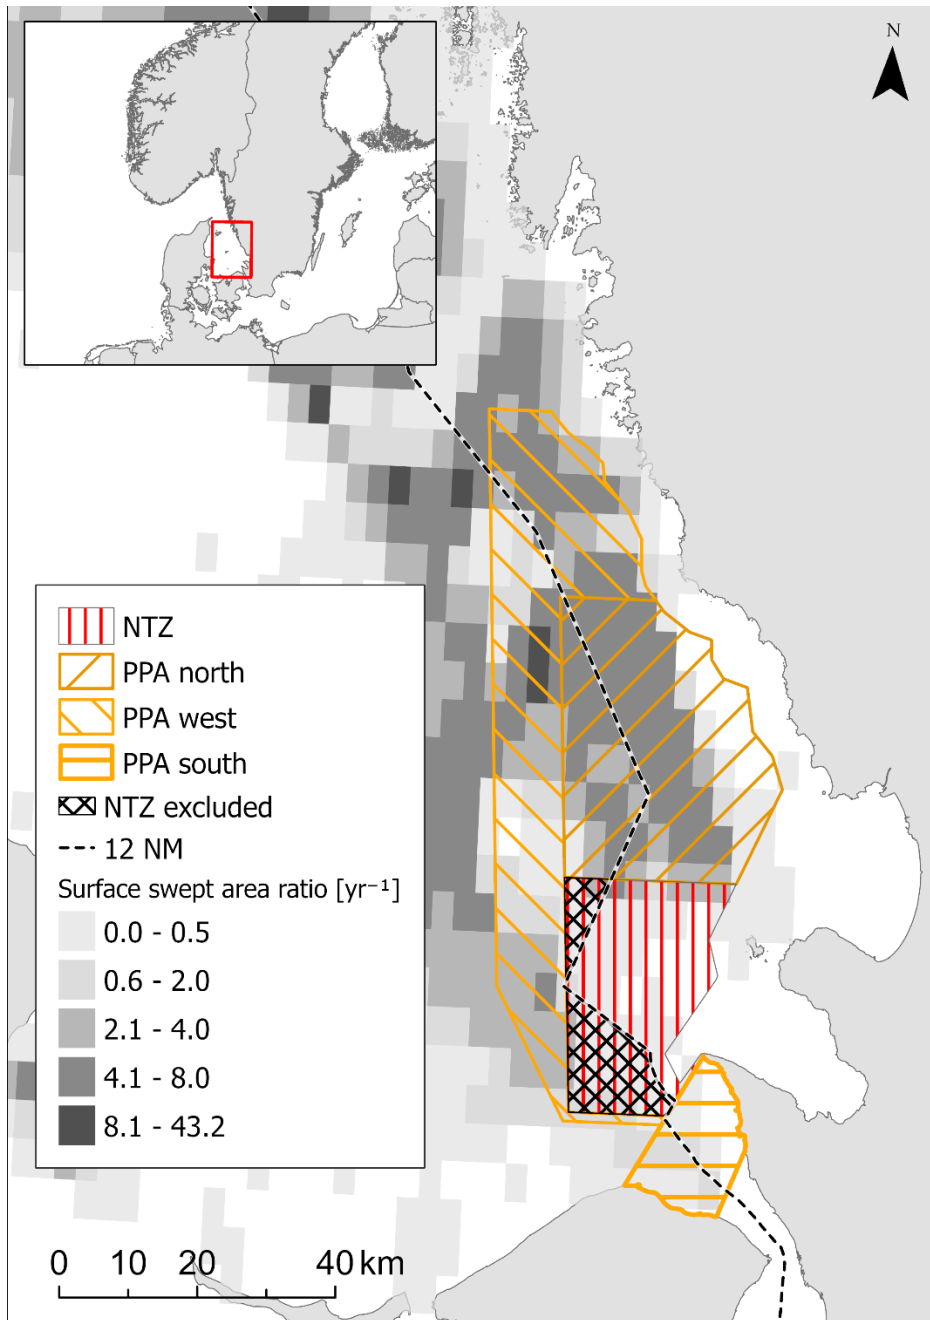 N
NTZ
PPA north
PPA west
PPA south
NTZ excluded
12 NM
Surface swept area ratio [yr⁻¹]
0.0 - 0.5
0.6 - 2.0
2.1 - 4.0
4.1 - 8.0
8.1 - 43.2
0 10 20 40 km